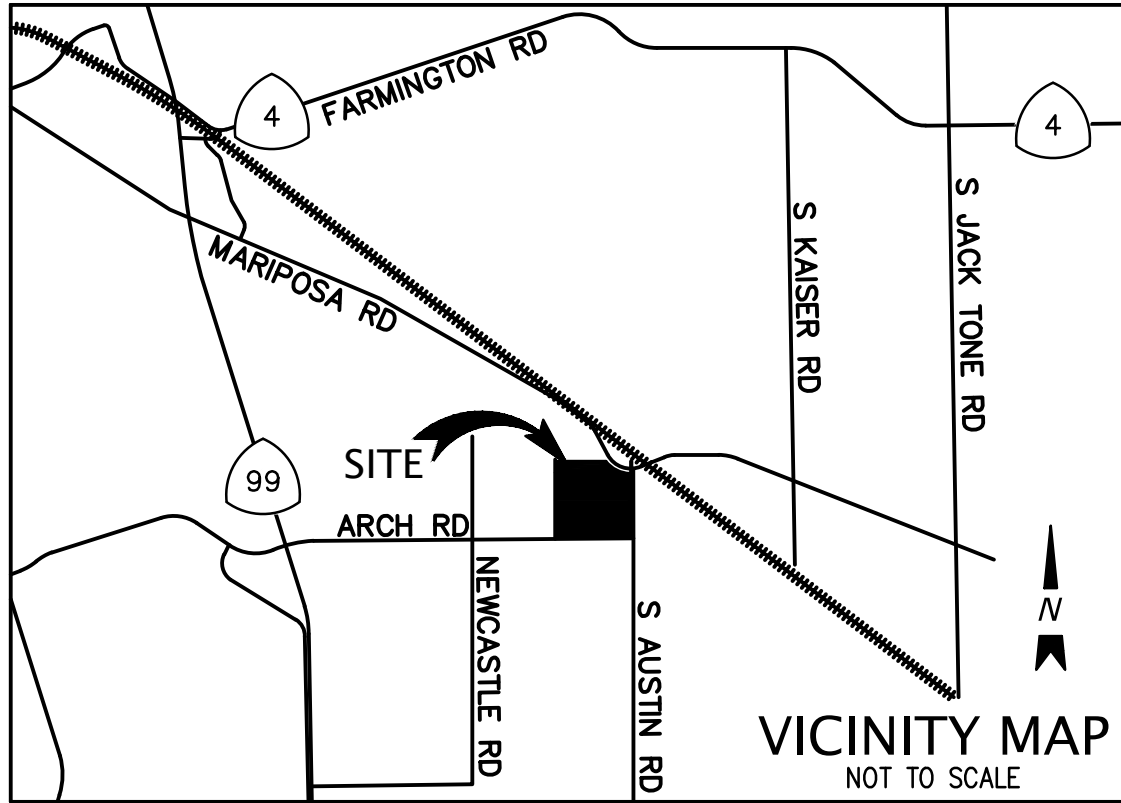 FARMINGTON RD
4
4
MARIPOSA RD
S KAISER RD
S JACK TONE RD
SITE
99
ARCH RD
NEWCASTLE RD
S AUSTIN RD
N
VICINITY MAP
NOT TO SCALE